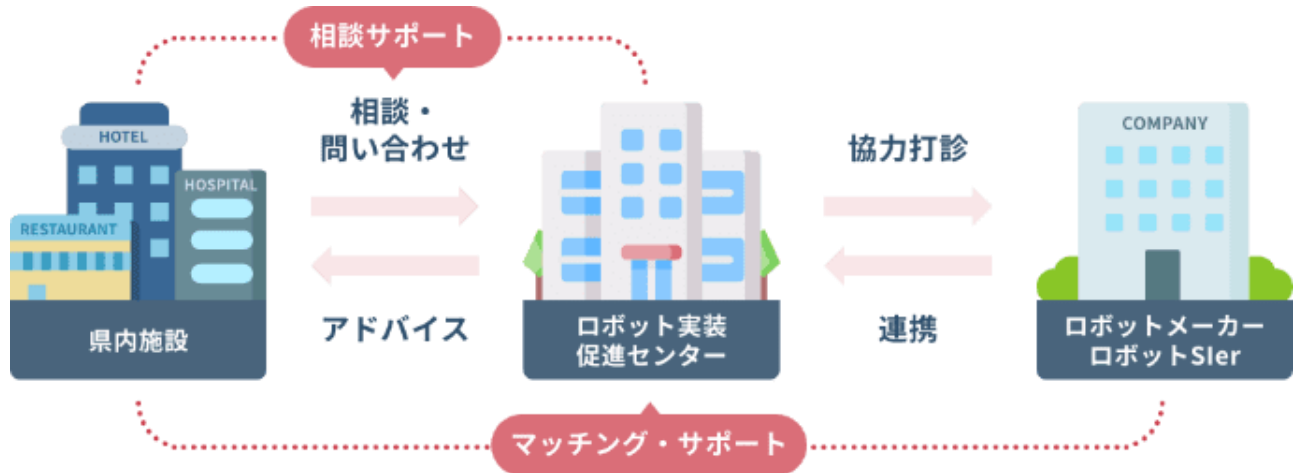 相談サポート
相談・
問い合わせ
アドバイス
HOTEL
HOSPITAL
RESTAURANT
県内施設
ロボット実装
促進センター
協力打診
連携
COMPANY
ロボットメーカー
ロボットSIer
マッチング・サポート